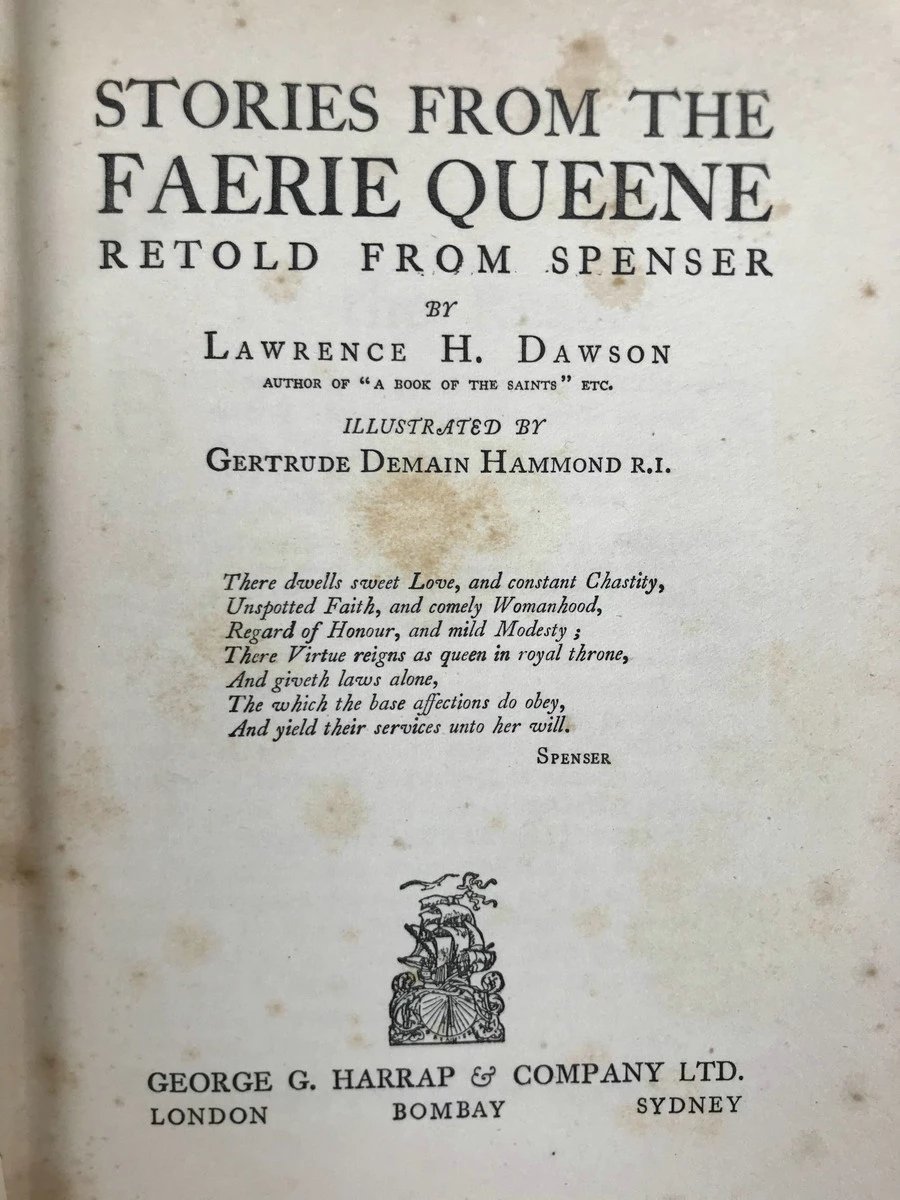 STORIES FROM THE
FAERIE QUEENE
RETOLD FROM SPENSER
BY
LAWRENCE H. DAWSON
AUTHOR OF “A BOOK OF THE SAINTS” ETC.
ILLUSTRATED BY
GERTRUDE DEMAIN HAMMOND R.I.
There dwells sweet Love, and constant Chastity,
Unspotted Faith, and comely Womanhood,
Regard of Honour, and mild Modesty ;
There Virtue reigns as queen in royal throne,
And giveth laws alone,
The which the base affections do obey,
And yield their services unto her will.
SPENSER
GEORGE G. HARRAP & COMPANY LTD.
LONDON BOMBAY SYDNEY